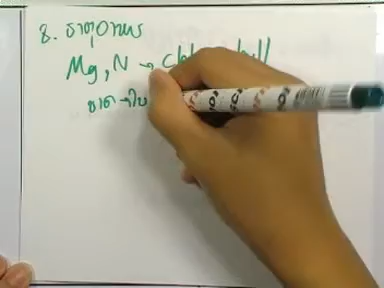 8. ธาตุอาหาร
Mg, N →
ขาด → ใบ